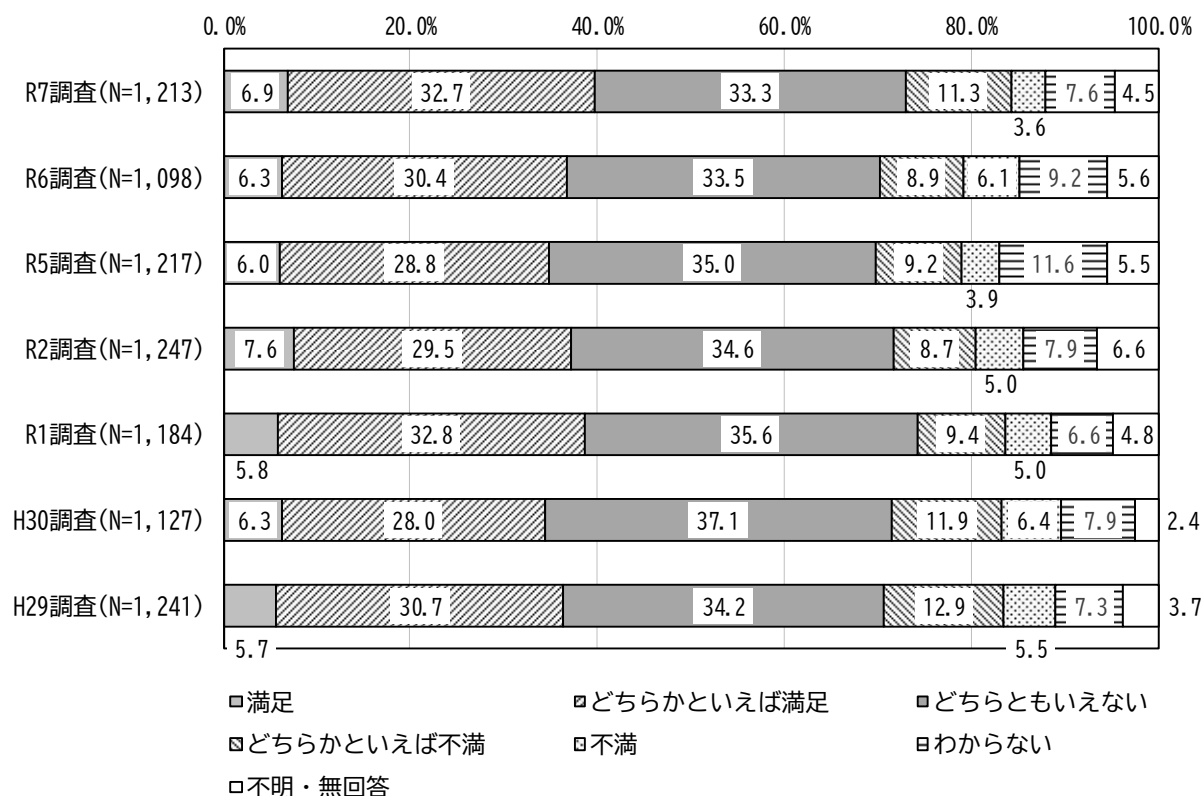 0.0% 20.0% 40.0% 60.0% 80.0% 100.0%
R7調査(N=1,213) 6.9 32.7 33.3 11.3 7.6 4.5
3.6
R6調査(N=1,098) 6.3 30.4 33.5 8.9 6.1 9.2 5.6
R5調査(N=1,217) 6.0 28.8 35.0 9.2 11.6 5.5
3.9
R2調査(N=1,247) 7.6 29.5 34.6 8.7 7.9 6.6
5.0
R1調査(N=1,184) 32.8 35.6 9.4 6.6 4.8
5.8 5.0
H30調査(N=1,127) 6.3 28.0 37.1 11.9 6.4 7.9 2.4
H29調査(N=1,241) 30.7 34.2 12.9 7.3 3.7
5.7 5.5
満足 どちらかといえば満足 どちらともいえない
どちらかといえば不満 不満 わからない
不明・無回答